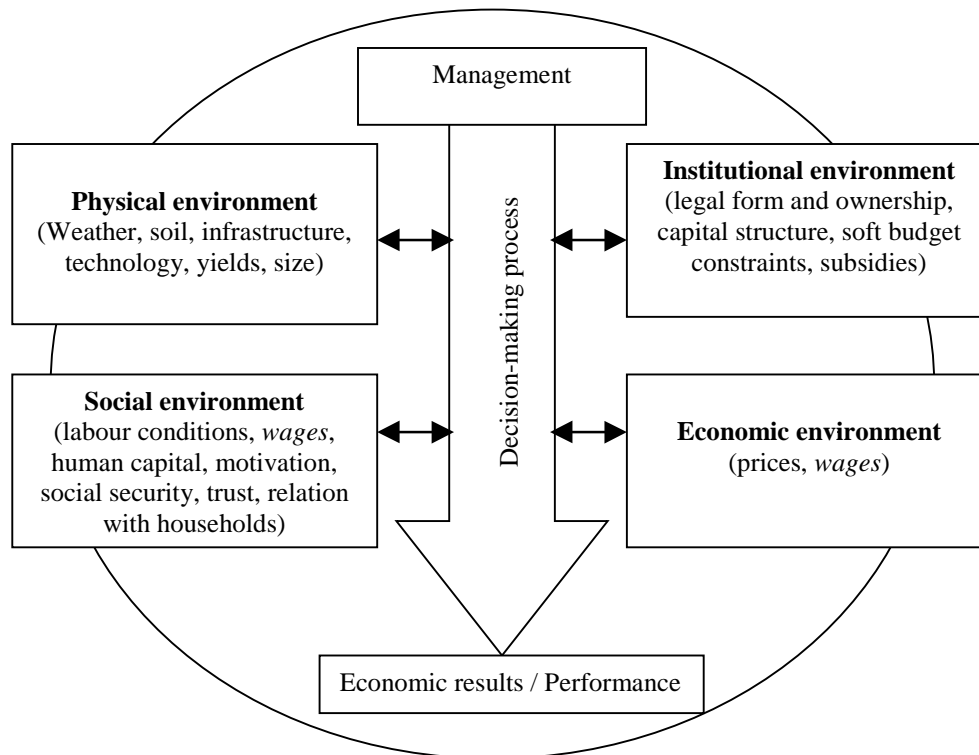 Management
Physical environment
(Weather, soil, infrastructure,
technology, yields, size)
Institutional environment
(legal form and ownership,
capital structure, soft budget
constraints, subsidies)
Decision-making process
Social environment
(labour conditions, wages,
human capital, motivation,
social security, trust, relation
with households)
Economic environment
(prices, wages)
Economic results / Performance